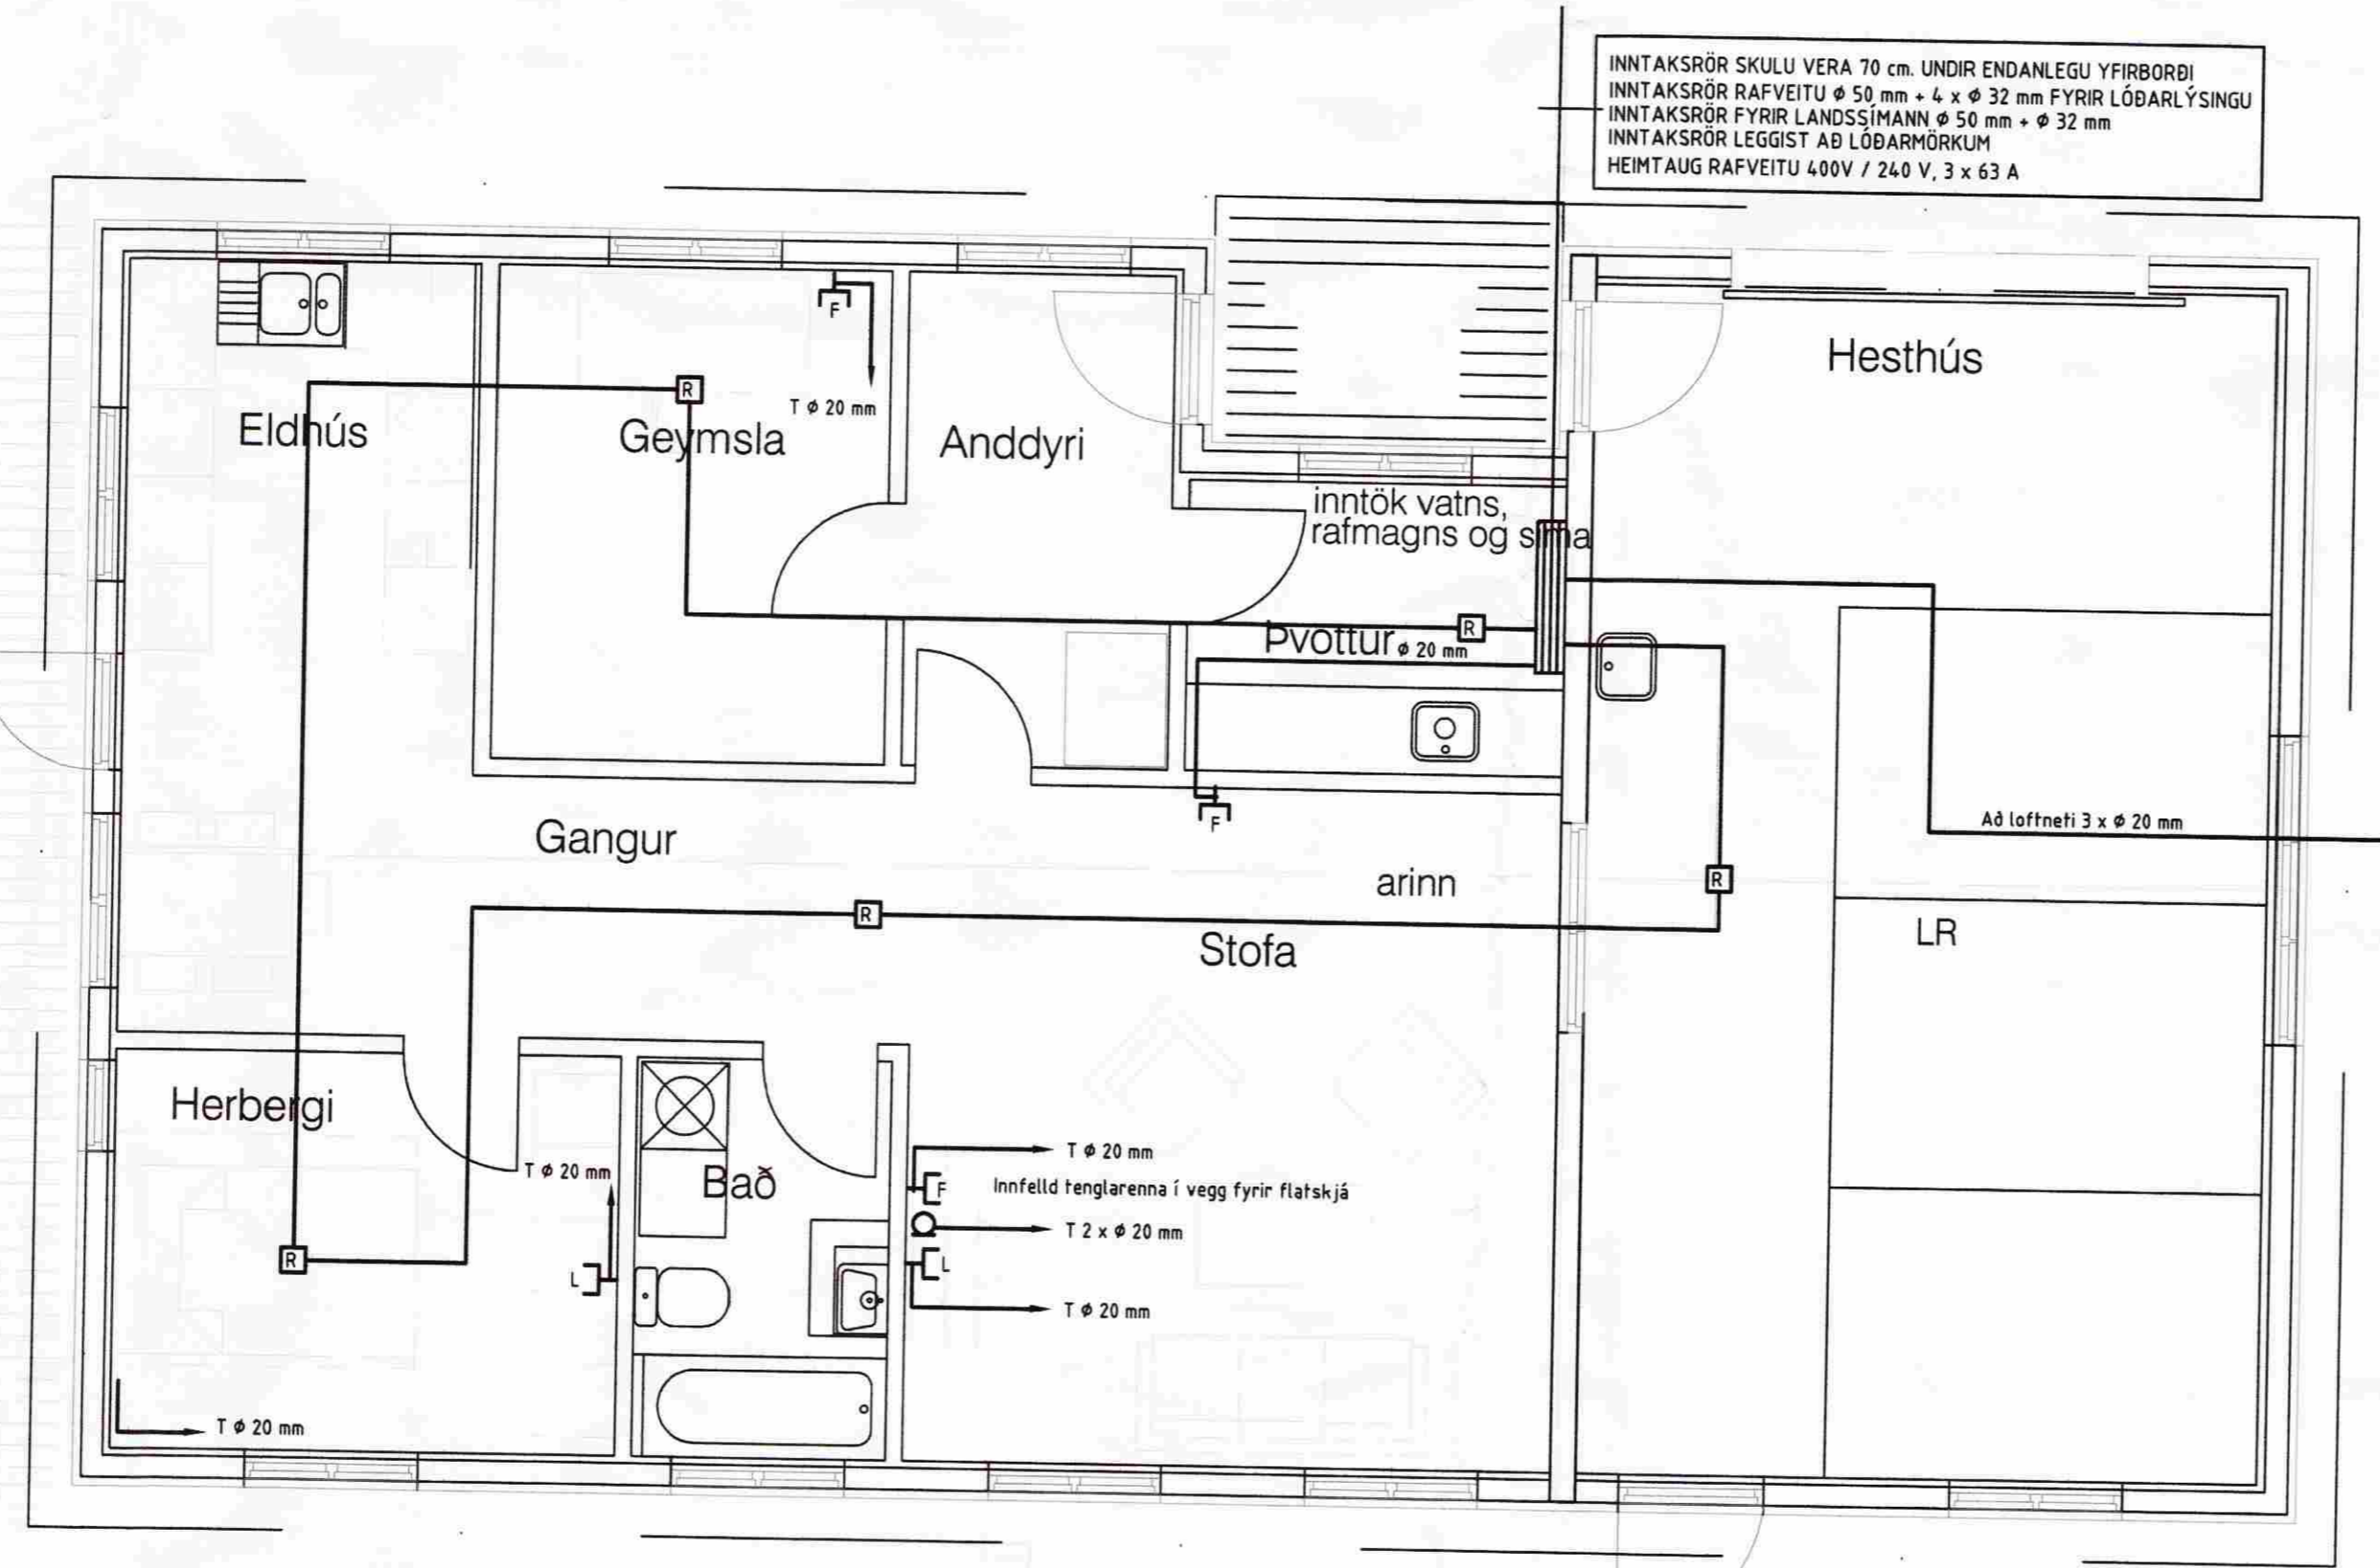 INNTAKSRÖR SKULU VERA 70 cm. UNDIR ENDANLEGU YFIRBORÐI
INNTAKSRÖR RAFVEITU ϕ 50 mm + 4 x ϕ 32 mm FYRIR LÓÐARLÝSINGU
INNTAKSRÖR FYRIR LANDSSÍMANN ϕ 50 mm + ϕ 32 mm
INNTAKSRÖR LEGGIST AÐ LÓÐARMÖRKUM
HEIMTAUG RAFVEITU 400V / 240 V, 3 x 63 A
F
Hesthús
R
T ϕ 20 mm
Eldhús
Geymsla
Anddyri
inntök vatns,
rafmagns og síma
R
Þvottur
ϕ 20 mm
F
Að loftneti 3 x ϕ 20 mm
Gangur
arinn
R
R
Stofa
LR
Herbergi
T ϕ 20 mm
Bað
T ϕ 20 mm
F
Innfelld tenglarenna í vegg fyrir flatskjá
T 2 x ϕ 20 mm
R
L
L
T ϕ 20 mm
T ϕ 20 mm